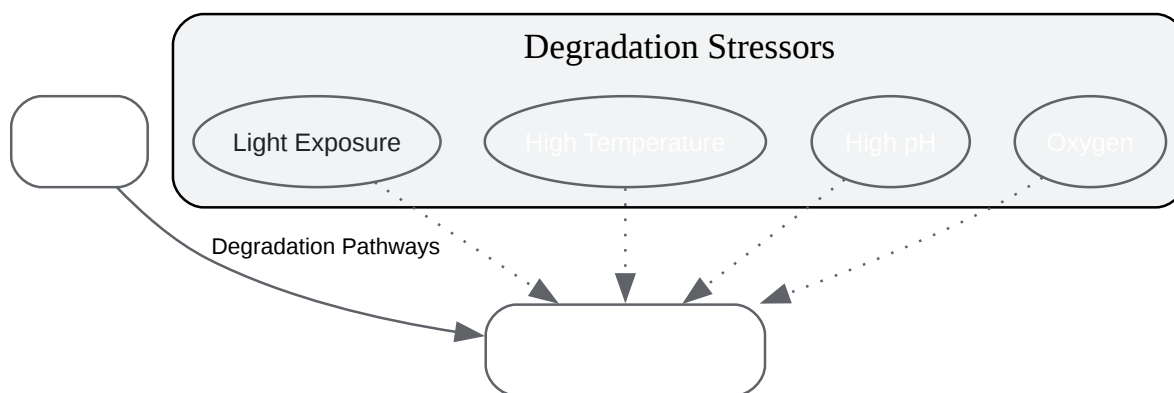 Degradation Stressors
Light Exposure
High Temperature
High pH
Oxygen
Degradation Pathways